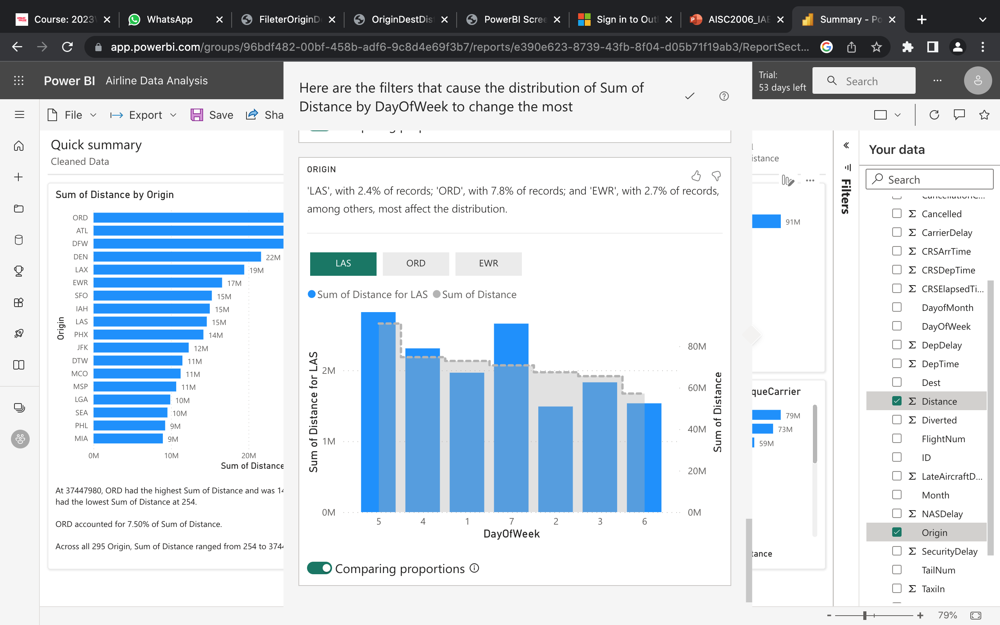 Course: 2023
WhatsApp
FileterOriginDe
OriginDestDist
PowerBI Scree
Sign in to Outl
AISC2006_IAB
Summary - Po
app.powerbi.com/groups/96bdf482-00bf-458b-adf6-9c8d4e69f3b7/reports/e390e623-8739-43fb-8f04-d05b71f19ab3/ReportSect...
Power BI Airline Data Analysis
Trial:
53 days left
Search
File
Export
Save
Sha
Quick summary
Cleaned Data
Sum of Distance by Origin
Origin
ORD
ATL
DFW
DEN 22M
LAX 19M
EWR 17M
SFO 15M
IAH 15M
LAS 15M
PHX 14M
JFK 12M
DTW 11M
MCO 11M
MSP 11M
LGA 10M
SEA 10M
PHL 9M
MIA 9M
0M 10M 20M
Sum of Distance
At 37447980, ORD had the highest Sum of Distance and was 14
had the lowest Sum of Distance at 254.
ORD accounted for 7.50% of Sum of Distance.
Across all 295 Origin, Sum of Distance ranged from 254 to 3744
Here are the filters that cause the distribution of Sum of
Distance by DayOfWeek to change the most
ORIGIN
'LAS', with 2.4% of records; 'ORD', with 7.8% of records; and 'EWR', with 2.7% of records,
among others, most affect the distribution.
LAS ORD EWR
Sum of Distance for LAS Sum of Distance
Sum of Distance for LAS
2M
1M
0M
80M
60M
40M
20M
0M
Sum of Distance
5 4 1 7 2 3 6
DayOfWeek
Comparing proportions
istance
91M
queCarrier
79M
73M
59M
tance
Filters
Your data
Search
Cancelled
CarrierDelay
CRSArrTime
CRSDepTime
CRSElapsedTi...
DayofMonth
DayOfWeek
DepDelay
DepTime
Dest
Distance
Diverted
FlightNum
ID
LateAircraftD...
Month
NASDelay
Origin
SecurityDelay
TailNum
TaxiIn
79%